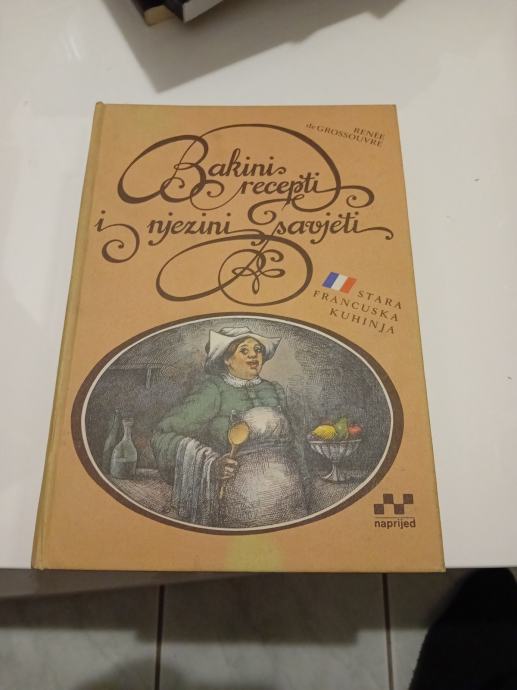 RENÉE
de GROSSOUVRE
Bakini
recepti
i njezini savjeti
STARA
FRANCUSKA
KUHINJA
naprijed